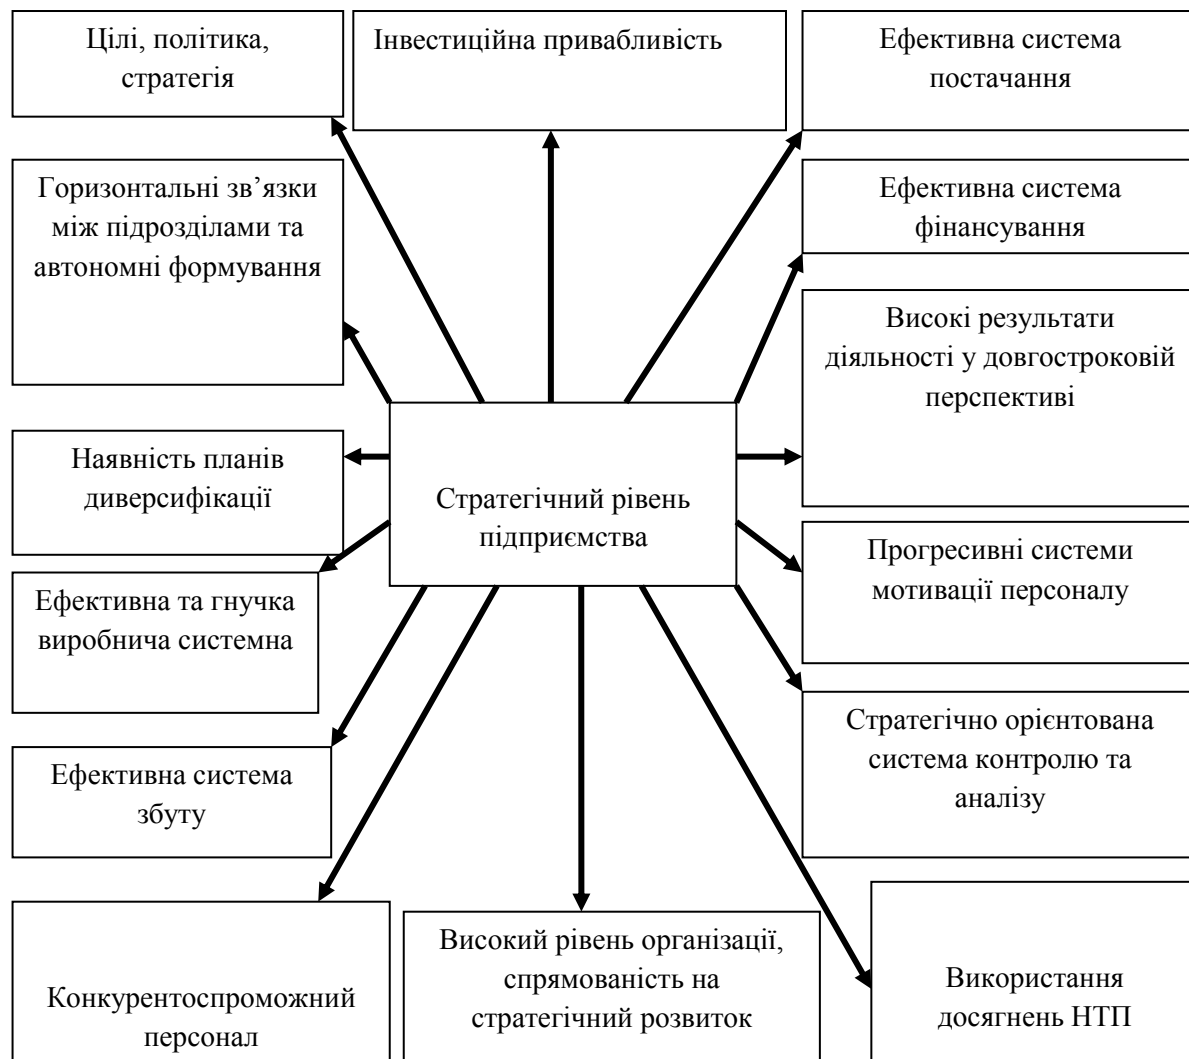 Цілі, політика,
стратегія
Інвестиційна привабливість
Ефективна система
постачання
Горизонтальні зв’язки
між підрозділами та
автономні формування
Ефективна система
фінансування
Високі результати
діяльності у довгостроковій
перспективі
Наявність планів
диверсифікації
Стратегічний рівень
підприємства
Прогресивні системи
мотивації персоналу
Ефективна та гнучка
виробнича системна
Стратегічно орієнтована
система контролю та
аналізу
Ефективна система
збуту
Конкурентоспроможний
персонал
Високий рівень організації,
спрямованість на
стратегічний розвиток
Використання
досягнень НТП